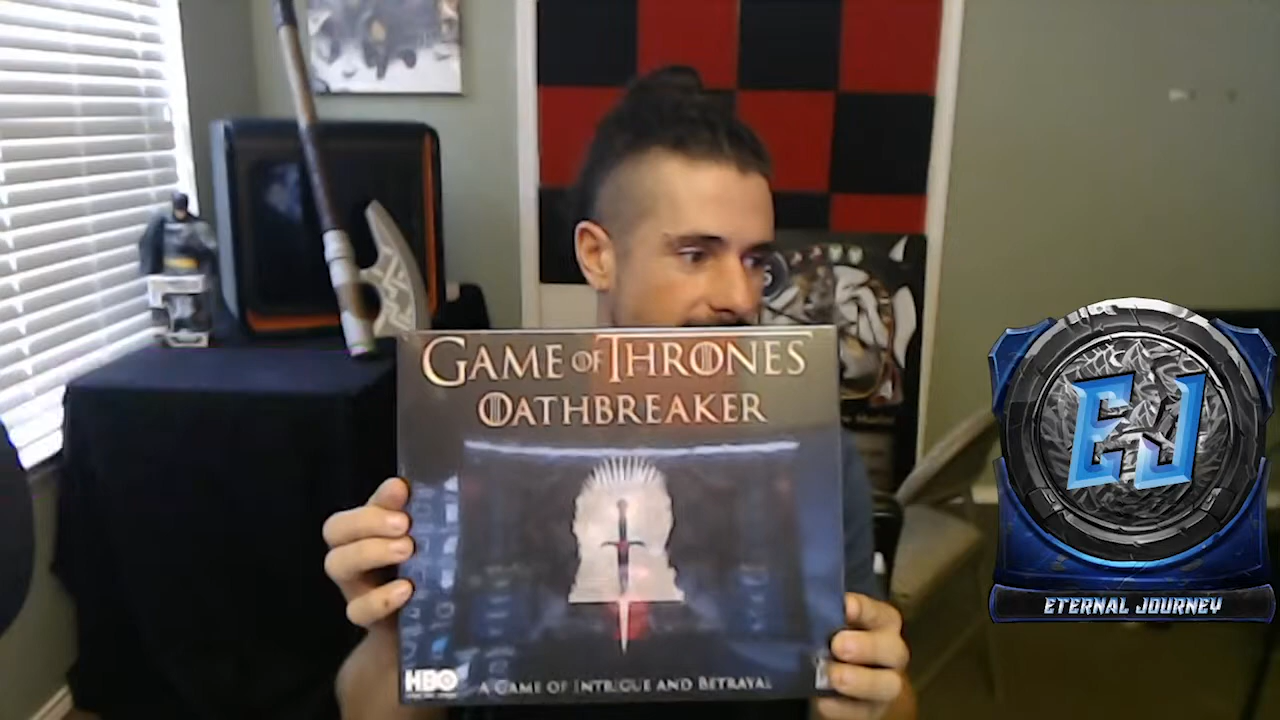 GAME OF THRONES
OATHBREAKER
HBO
A GAME OF INTRIGUE AND BETRAYAL
EJ
ETERNAL JOURNEY